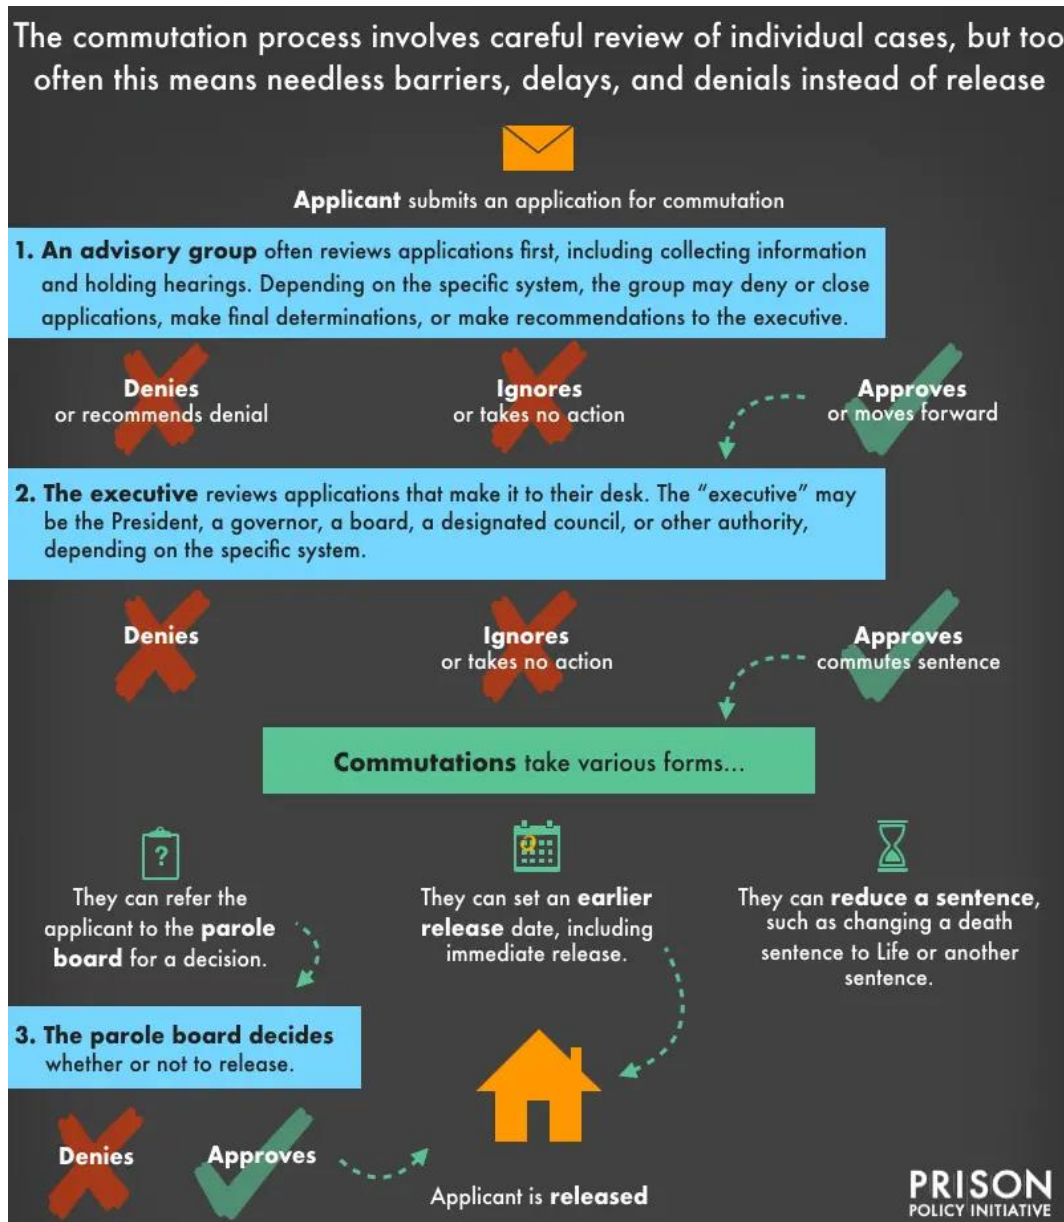 The commutation process involves careful review of individual cases, but too
often this means needless barriers, delays, and denials instead of release
Applicant submits an application for commutation
1. An advisory group often reviews applications first, including collecting information
and holding hearings. Depending on the specific system, the group may deny or close
applications, make final determinations, or make recommendations to the executive.
Denies
or recommends denial
Ignores
or takes no action
Approves
or moves forward
2. The executive reviews applications that make it to their desk. The “executive” may
be the President, a governor, a board, a designated council, or other authority,
depending on the specific system.
Denies
Ignores
or takes no action
Approves
commutes sentence
Commutations take various forms...
?
They can refer the
applicant to the parole
board for a decision.
They can set an earlier
release date, including
immediate release.
They can reduce a sentence,
such as changing a death
sentence to Life or another
sentence.
3. The parole board decides
whether or not to release.
Denies
Approves
Applicant is released
PRISON
POLICY INITIATIVE